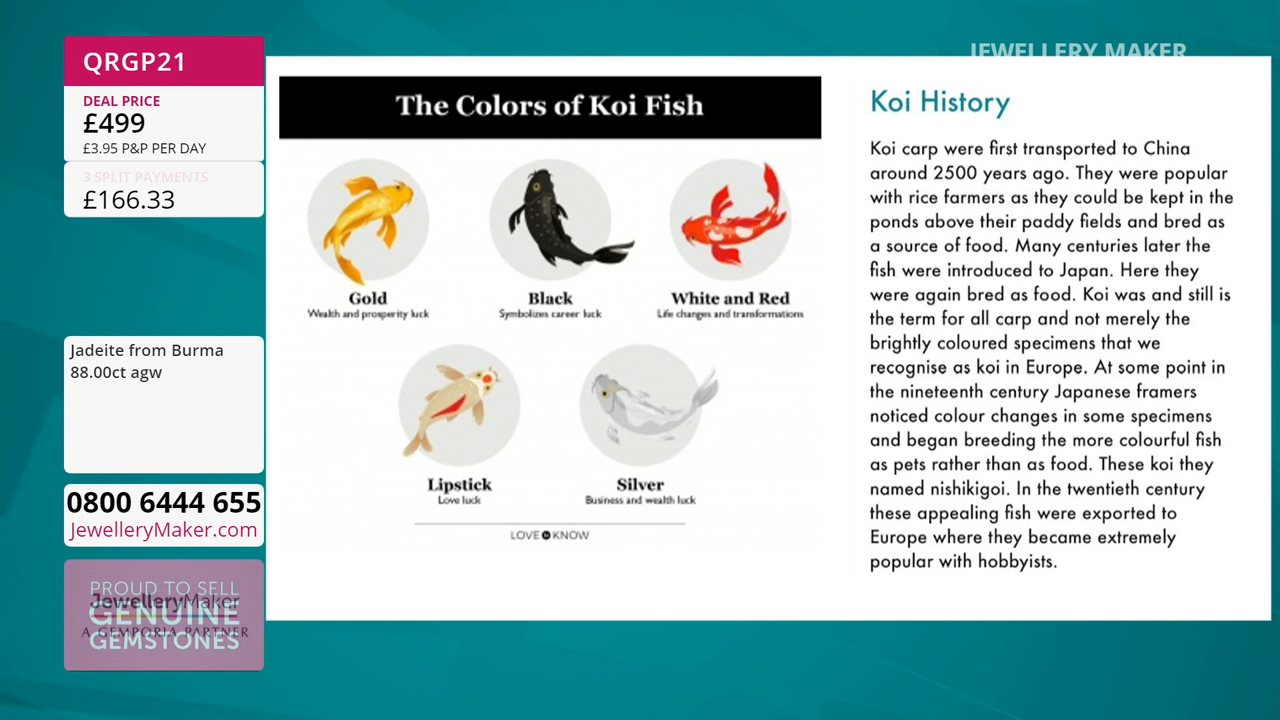 JEWELLERY MAKER
QRGP21
DEAL PRICE
£499
£3.95 P&P PER DAY
3 SPLIT PAYMENTS
£166.33
Jadeite from Burma
88.00ct agw
0800 6444 655
JewelleryMaker.com
PROUD TO SELL
JewelleryMaker
GENUINE
A GEMPORIA PARTNER
GEMSTONES
The Colors of Koi Fish
Gold
Wealth and prosperity luck
Black
Symbolizes career luck
White and Red
Life changes and transformations
Lipstick
Love luck
Silver
Business and wealth luck
LOVE to KNOW
Koi History
Koi carp were first transported to China
around 2500 years ago. They were popular
with rice farmers as they could be kept in the
ponds above their paddy fields and bred as
a source of food. Many centuries later the
fish were introduced to Japan. Here they
were again bred as food. Koi was and still is
the term for all carp and not merely the
brightly coloured specimens that we
recognise as koi in Europe. At some point in
the nineteenth century Japanese framers
noticed colour changes in some specimens
and began breeding the more colourful fish
as pets rather than as food. These koi they
named nishikigoi. In the twentieth century
these appealing fish were exported to
Europe where they became extremely
popular with hobbyists.